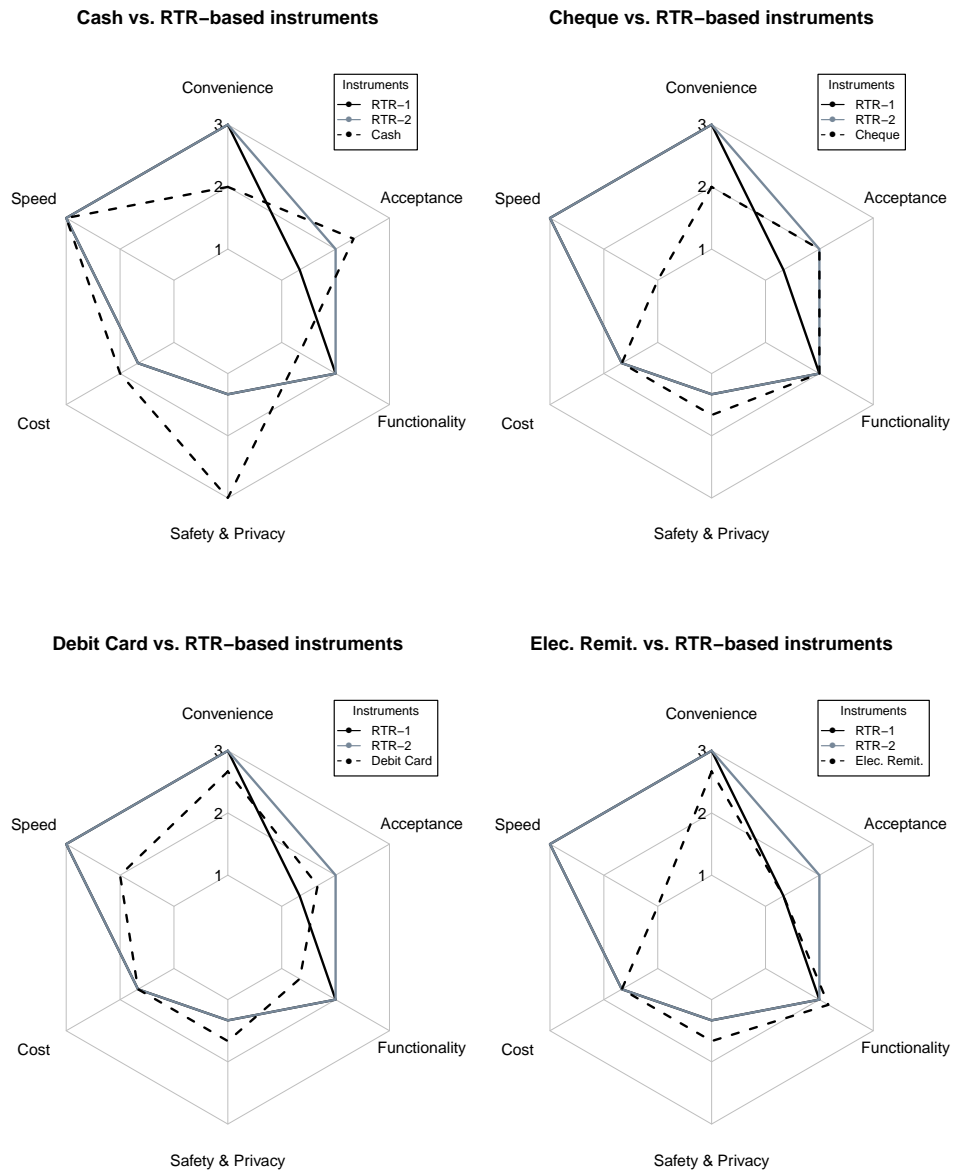 Cash vs. RTR−based instruments
Convenience
Instruments
RTR−1
RTR−2
Cash
3
2
1
Speed
Acceptance
Cost
Functionality
Safety & Privacy
Cheque vs. RTR−based instruments
Convenience
Instruments
RTR−1
RTR−2
Cheque
3
2
1
Speed
Acceptance
Cost
Functionality
Safety & Privacy
Debit Card vs. RTR−based instruments
Convenience
Instruments
RTR−1
RTR−2
Debit Card
3
2
1
Speed
Acceptance
Cost
Functionality
Safety & Privacy
Elec. Remit. vs. RTR−based instruments
Convenience
Instruments
RTR−1
RTR−2
Elec. Remit.
3
2
1
Speed
Acceptance
Cost
Functionality
Safety & Privacy